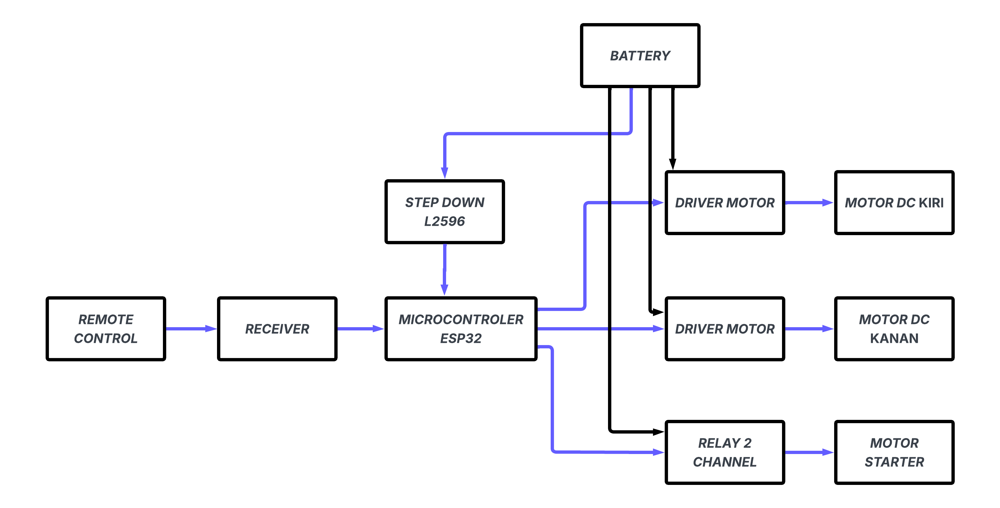 BATTERY
STEP DOWN
L2596
DRIVER MOTOR
MOTOR DC KIRI
REMOTE
CONTROL
RECEIVER
MICROCONTROLER
ESP32
DRIVER MOTOR
MOTOR DC
KANAN
RELAY 2
CHANNEL
MOTOR
STARTER